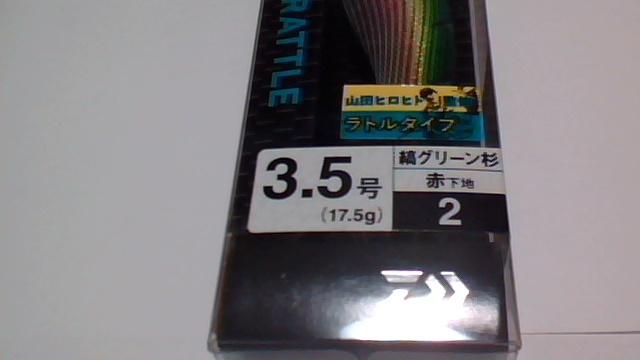 RATTLE
山田ヒロヒト
ラトルタイプ
3.5号
(17.5g)
縞グリーン杉
赤下地
2